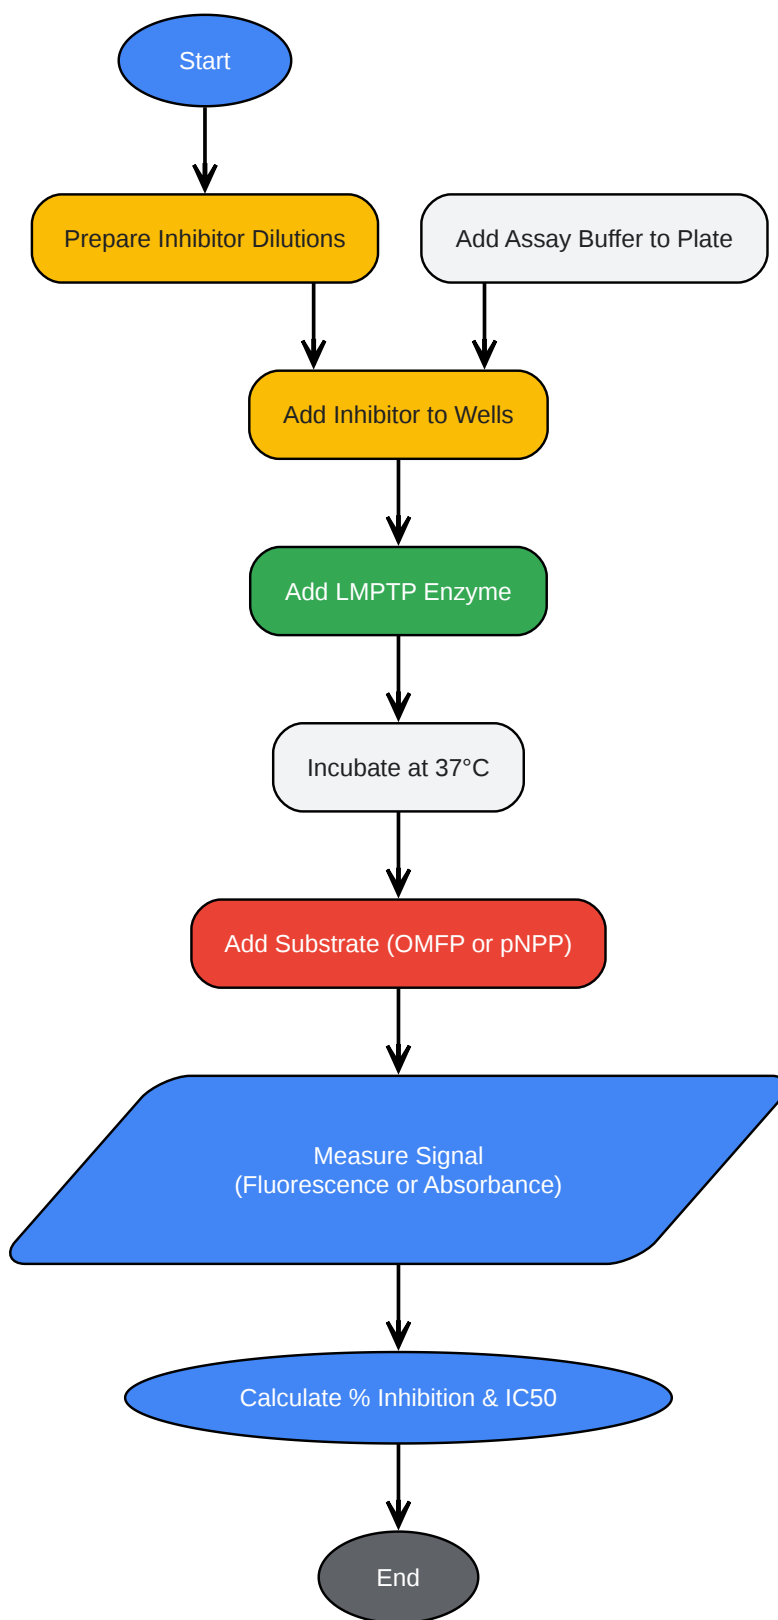 Start
Prepare Inhibitor Dilutions
Add Assay Buffer to Plate
Add Inhibitor to Wells
Add LMPTP Enzyme
Incubate at 37°C
Add Substrate (OMFP or pNPP)
Measure Signal
(Fluorescence or Absorbance)
Calculate % Inhibition & IC50
End